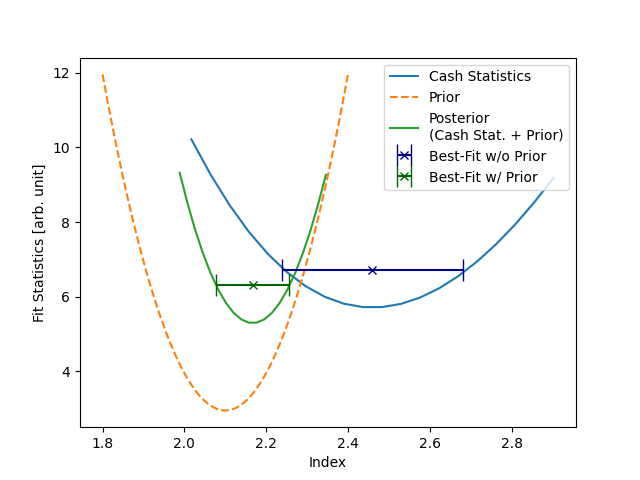 Fit Statistics [arb. unit]
12
10
8
6
4
1.8
2.0
2.2
2.4
2.6
2.8
Index
Cash Statistics
Prior
Posterior
(Cash Stat. + Prior)
Best-Fit w/o Prior
Best-Fit w/ Prior